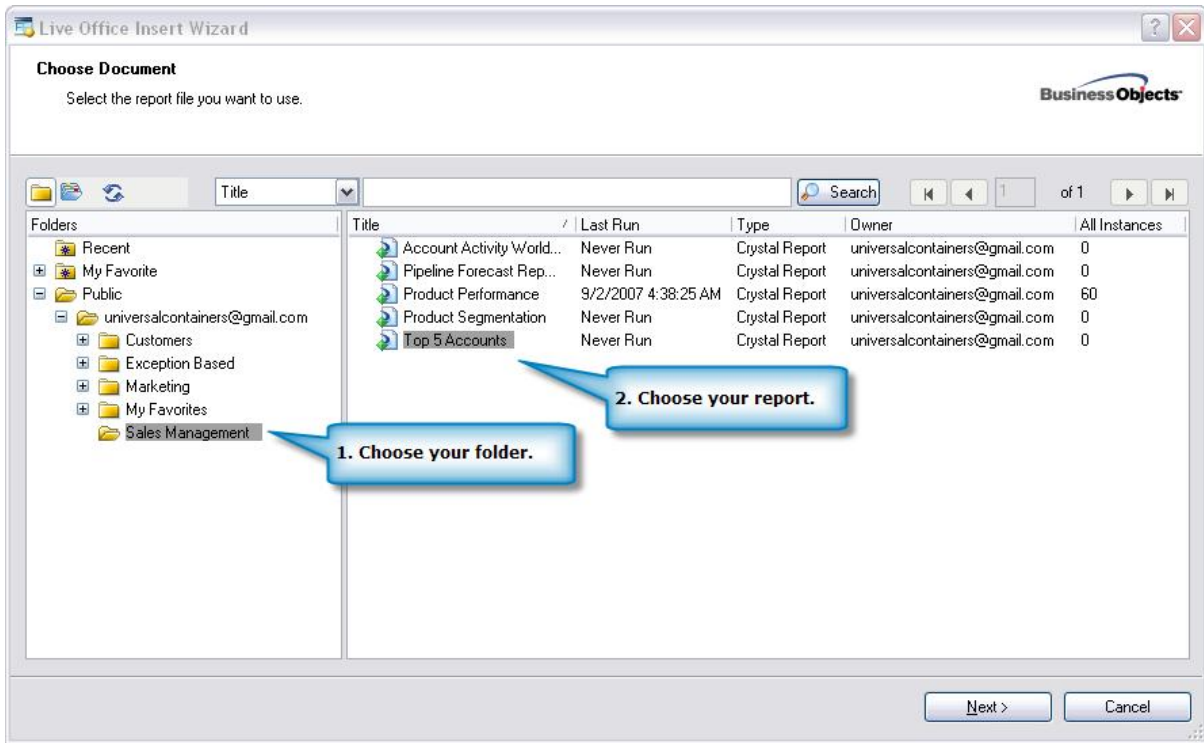 Live Office Insert Wizard
Choose Document
Select the report file you want to use.
Business Objects
Title
Search
1
of 1
Folders
Recent
My Favorite
Public
universalcontainers@gmail.com
Customers
Exception Based
Marketing
My Favorites
Sales Management
Title Last Run Type Owner All Instances
Account Activity World... Never Run Crystal Report universalcontainers@gmail.com 0
Pipeline Forecast Rep... Never Run Crystal Report universalcontainers@gmail.com 0
Product Performance 9/2/2007 4:38:25 AM Crystal Report universalcontainers@gmail.com 60
Product Segmentation Never Run Crystal Report universalcontainers@gmail.com 0
Top 5 Accounts Never Run Crystal Report universalcontainers@gmail.com 0
2. Choose your report.
1. Choose your folder.
Next >
Cancel